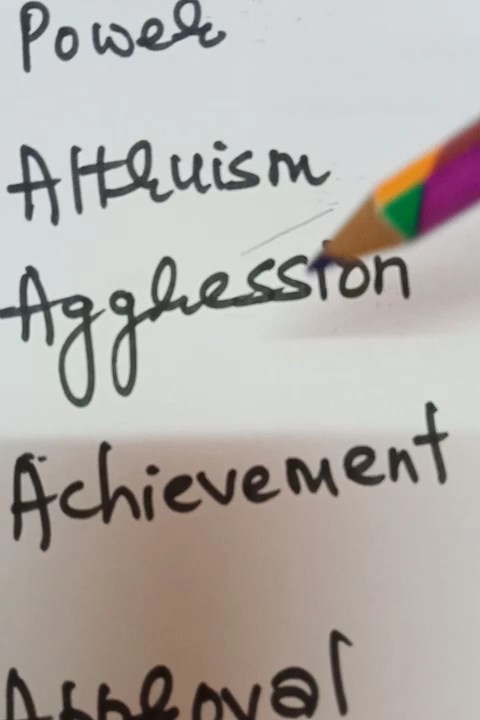 Power
Altruism
Aggression
Achievement
Approval